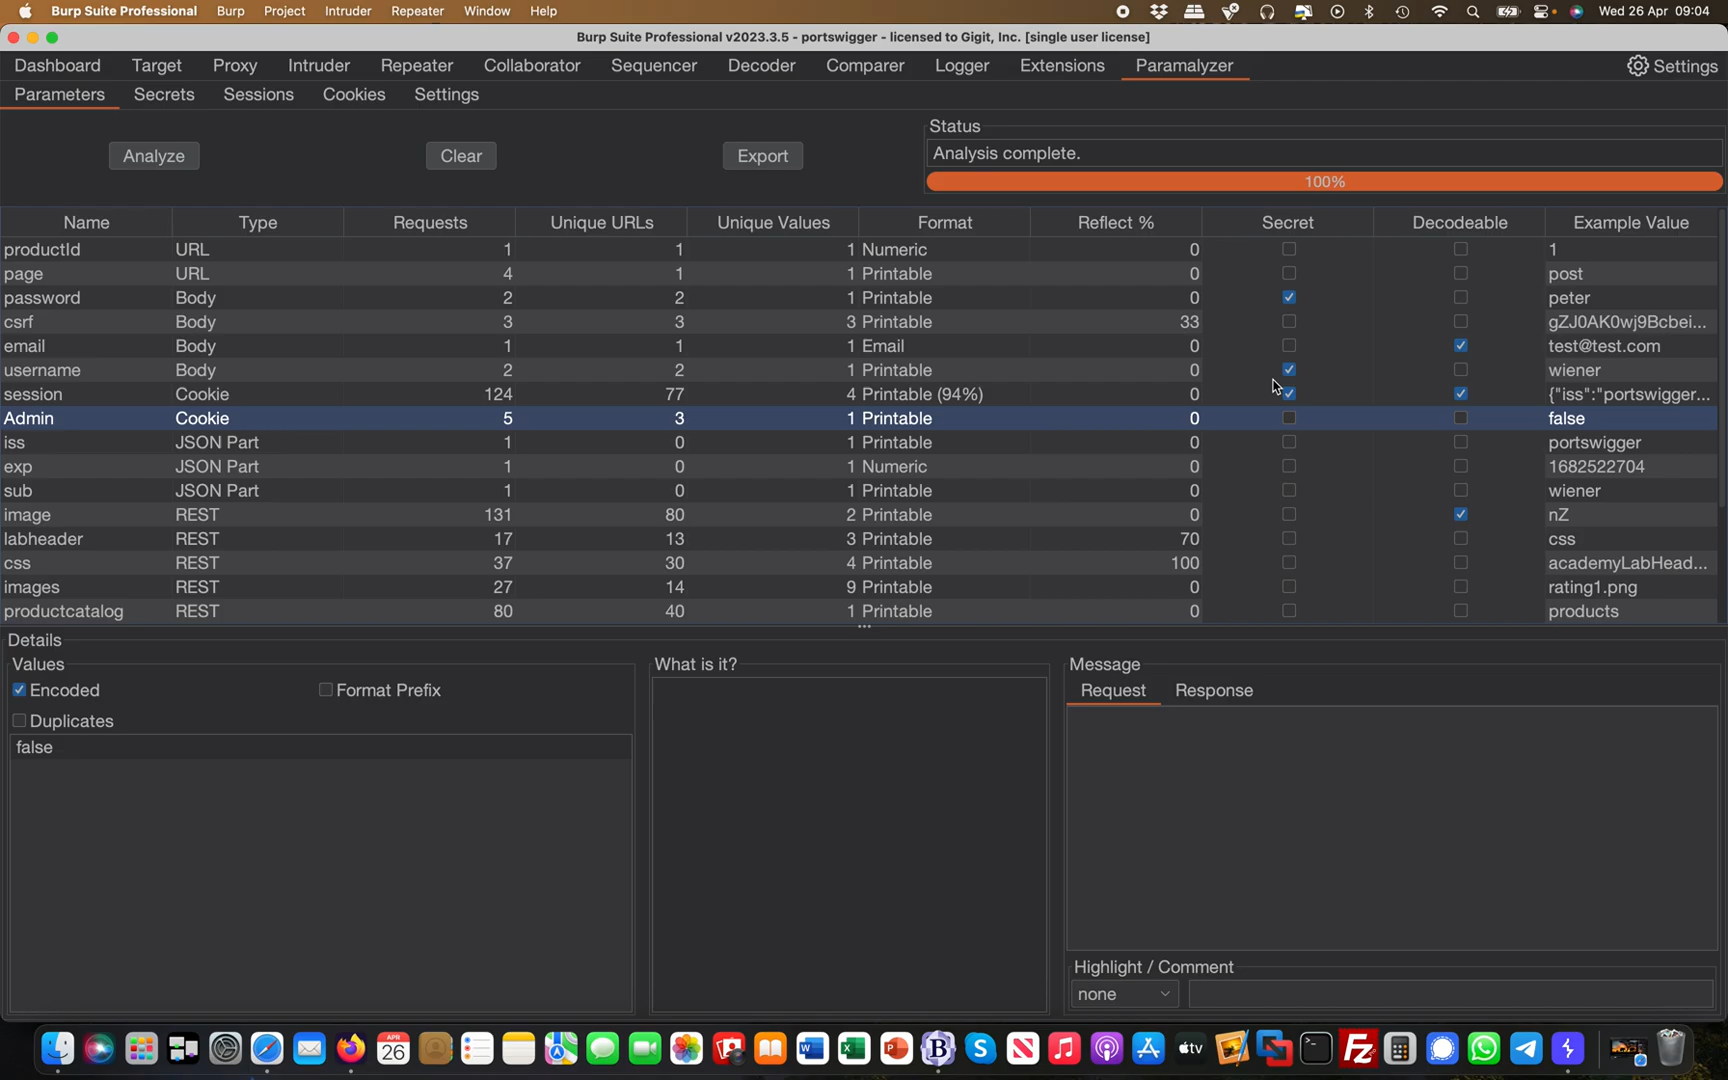 Burp Suite Professional Burp Project Intruder Repeater Window Help Wed 26 Apr 09:04
Burp Suite Professional v2023.3.5 - portswigger - licensed to Gigit, Inc. [single user license]
Dashboard Target Proxy Intruder Repeater Collaborator Sequencer Decoder Comparer Logger Extensions Paramalyzer Settings
Parameters Secrets Sessions Cookies Settings
Status
Analyze Clear Export Analysis complete.
100%
Name Type Requests Unique URLs Unique Values Format Reflect % Secret Decodeable Example Value
productId URL 1 1 1 Numeric 0 1
page URL 4 1 1 Printable 0 post
password Body 2 2 1 Printable 0 peter
csrf Body 3 3 3 Printable 33 gZJ0AK0wj9Bcbei...
email Body 1 1 1 Email 0 test@test.com
username Body 2 2 1 Printable 0 wiener
session Cookie 124 77 4 Printable (94%) 0 {"iss":"portswigger...
Admin Cookie 5 3 1 Printable 0 false
iss JSON Part 1 0 1 Printable 0 portswigger
exp JSON Part 1 0 1 Numeric 0 1682522704
sub JSON Part 1 0 1 Printable 0 wiener
image REST 131 80 2 Printable 0 nZ
labheader REST 17 13 3 Printable 70 css
css REST 37 30 4 Printable 100 academyLabHead...
images REST 27 14 9 Printable 0 rating1.png
productcatalog REST 80 40 1 Printable 0 products
Details
Values What is it? Message
Encoded Format Prefix Request Response
Duplicates
false
Highlight / Comment
none
APR
26
tv